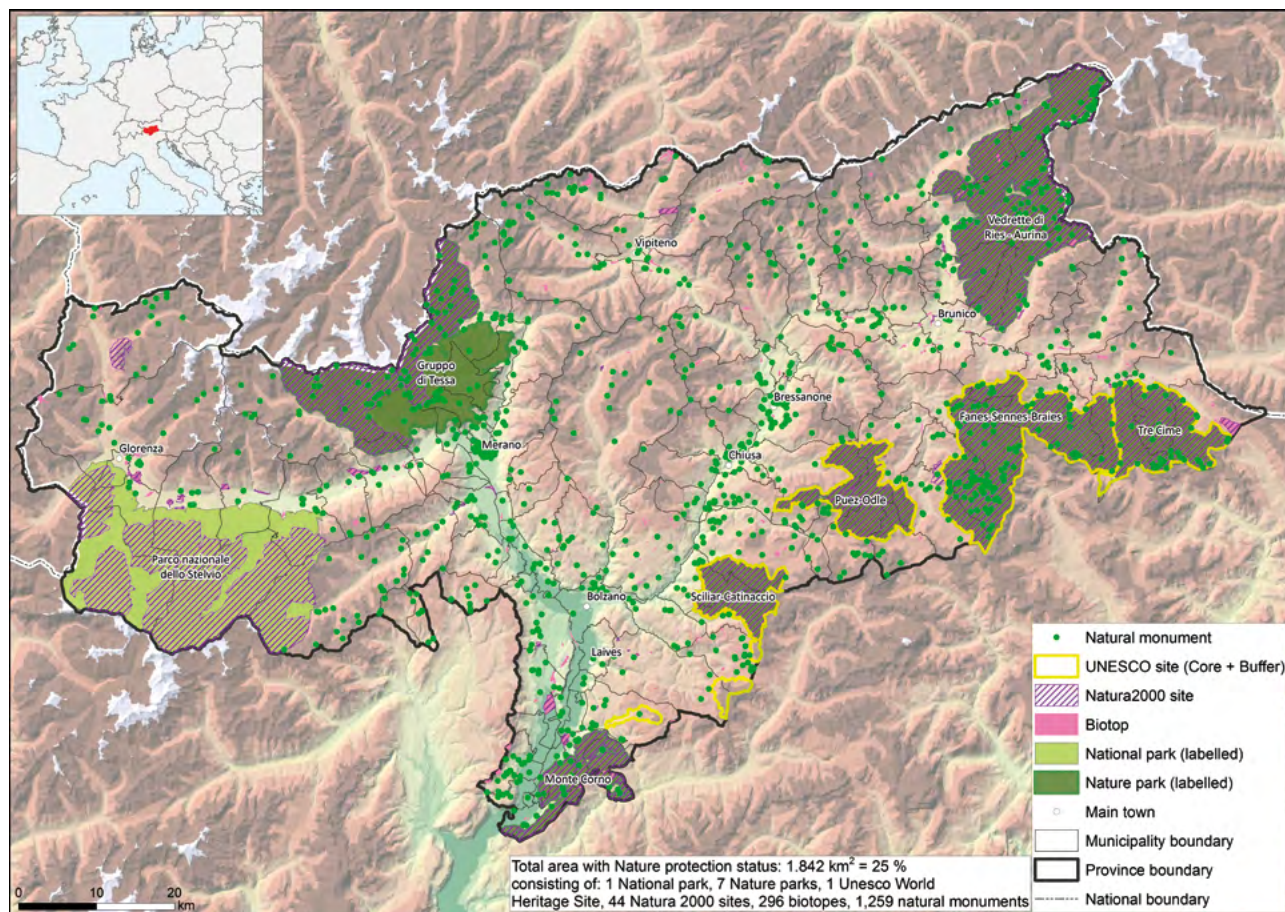 Vedrette di
Ries - Aurina
Vipiteno
Brunico
Gruppo
di Tessa
Bressanone
Fanes-Sennes-Braies
Tre Cime
Merano
Glorenza
Chiusa
Puez-Odle
Parco nazionale
dello Stelvio
Bolzano
Sciliar-Catinaccio
Laives
Monte Corno
Natural monument
UNESCO site (Core + Buffer)
Natura2000 site
Biotop
National park (labelled)
Nature park (labelled)
Main town
Municipality boundary
Province boundary
National boundary
Total area with Nature protection status: 1.842 km² = 25 %
consisting of: 1 National park, 7 Nature parks, 1 Unesco World
Heritage Site, 44 Natura 2000 sites, 296 biotopes, 1,259 natural monuments
0 10 20
km